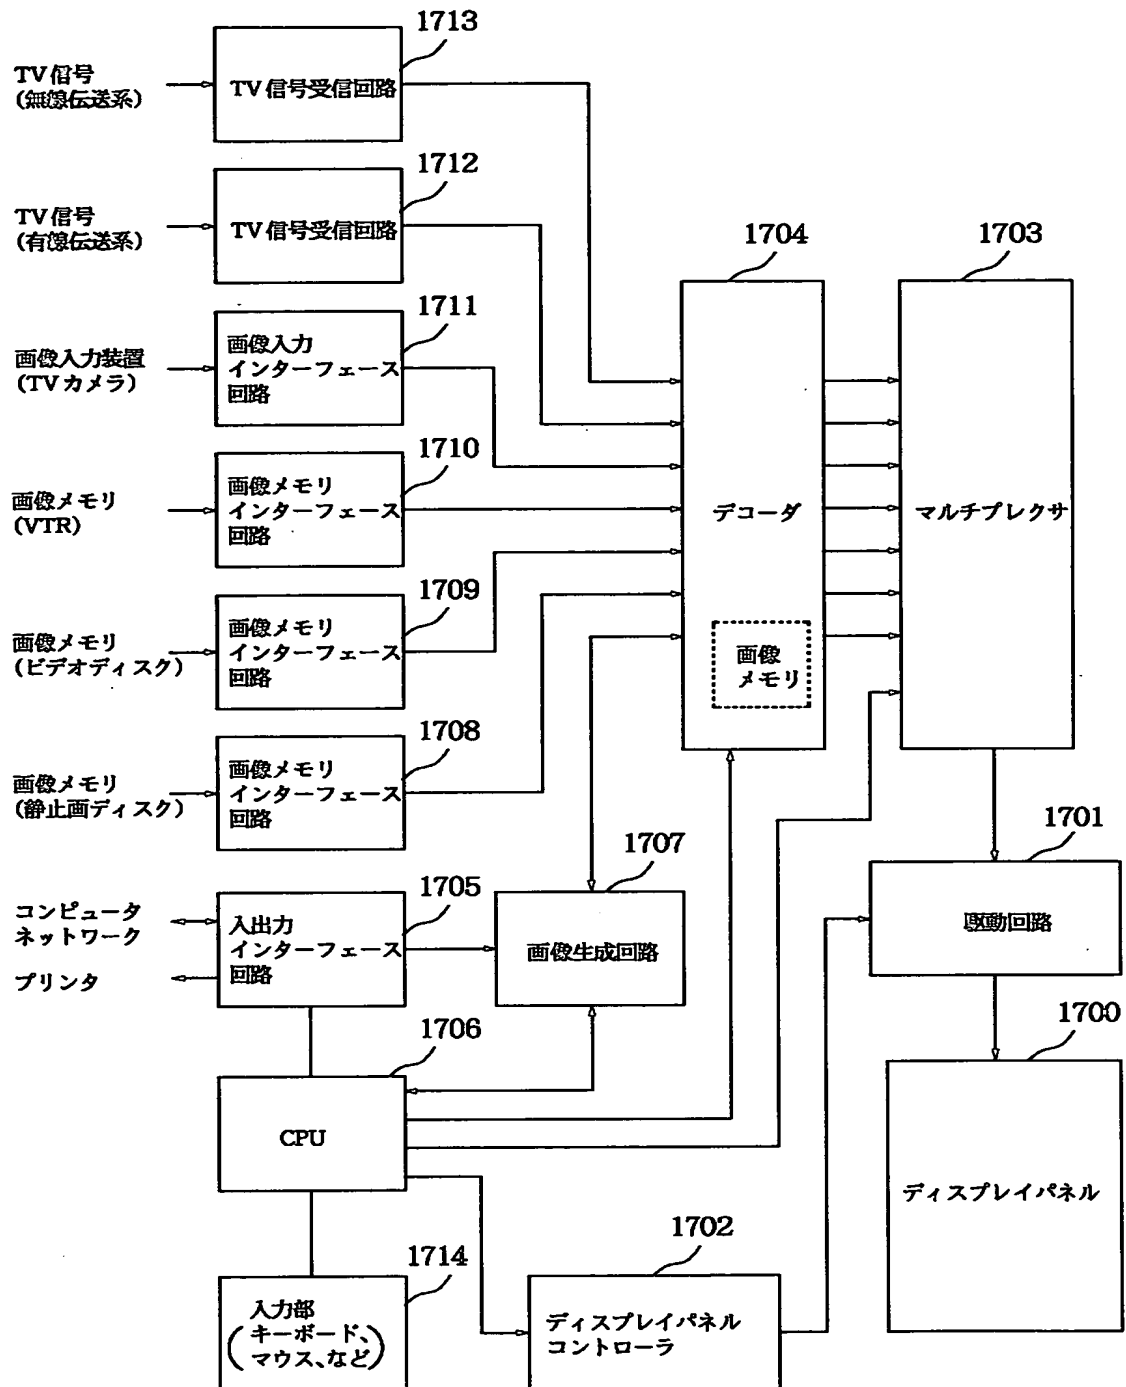 1713
TV信号
(無線伝送系)
TV信号受信回路
1712
TV信号
(有線伝送系)
TV信号受信回路
1704
1703
1711
画像入力装置
(TVカメラ)
画像入力
インターフェース
回路
1710
画像メモリ
(VTR)
画像メモリ
インターフェース
回路
デコーダ
マルチプレクサ
1709
画像メモリ
(ビデオディスク)
画像メモリ
インターフェース
回路
画像
メモリ
1708
画像メモリ
(静止画ディスク)
画像メモリ
インターフェース
回路
1707
1701
1705
コンピュータ
ネットワーク
プリンタ
入出力
インターフェース
回路
画像生成回路
駆動回路
1706
1700
CPU
ディスプレイパネル
1702
1714
入力部
(キーボード、
マウス、など)
ディスプレイパネル
コントローラ